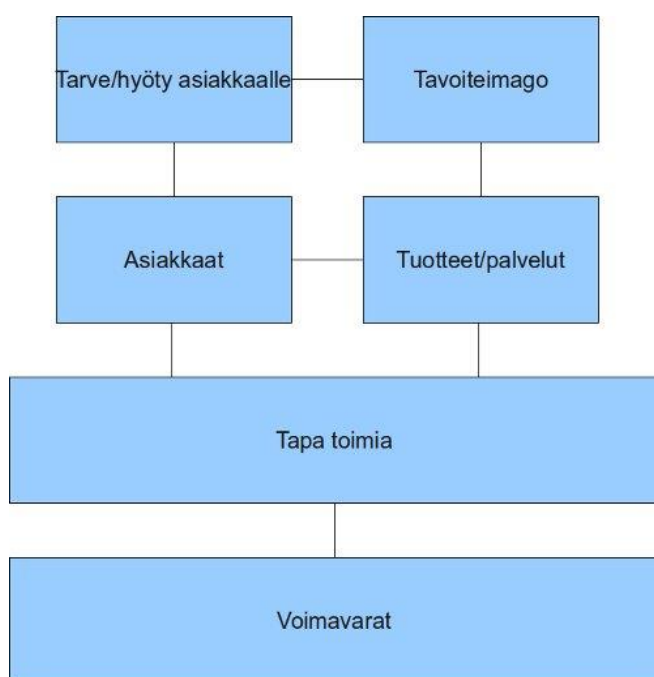 Tarve/hyöty asiakkaalle
Tavoiteimago
Asiakkaat
Tuotteet/palvelut
Tapa toimia
Voimavarat